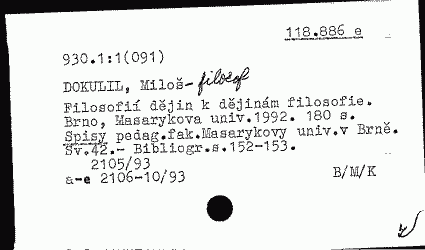 118.886 e
930.1:1(091)
DOKULIL, Miloš- filosof
Filosofií dějin k dějinám filosofie.
Brno, Masarykova univ.1992. 180 s.
Spisy pedag.fak.Masarykovy univ.v Brně.
Sv.42.- Bibliogr.s.152-153.
2105/93
a-e 2106-10/93
B/M/K